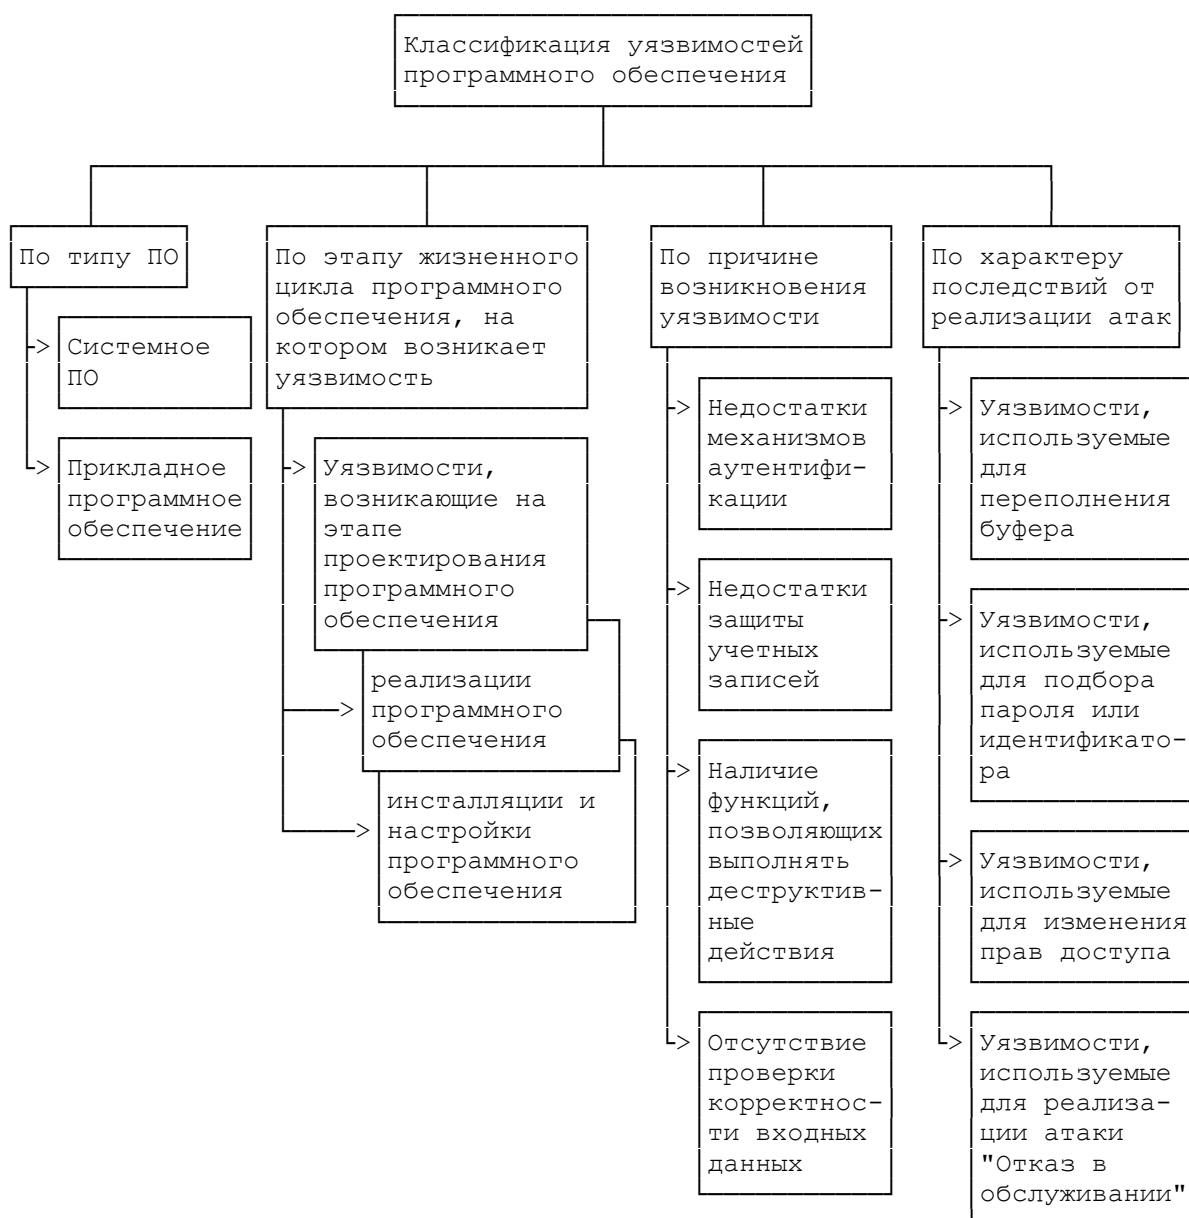 Классификация уязвимостей
программного обеспечения
По типу ПО
-> Системное
ПО
-> Прикладное
программное
обеспечение
По этапу жизненного
цикла программного
обеспечения, на
котором возникает
уязвимость
-> Уязвимости,
возникающие на
этапе
проектирования
программного
обеспечения
> реализации
программного
обеспечения
> инсталляции и
настройки
программного
обеспечения
По причине
возникновения
уязвимости
-> Недостатки
механизмов
аутентифи-
кации
-> Недостатки
защиты
учетных
записей
-> Наличие
функций,
позволяющих
выполнять
деструктив-
ные
действия
-> Отсутствие
проверки
корректнос-
ти входных
данных
По характеру
последствий от
реализации атак
-> Уязвимости,
используемые
для
переполнения
буфера
-> Уязвимости,
используемые
для подбора
пароля или
идентификато-
ра
-> Уязвимости,
используемые
для изменения
прав доступа
-> Уязвимости,
используемые
для реализа-
ции атаки
"Отказ в
обслуживании"